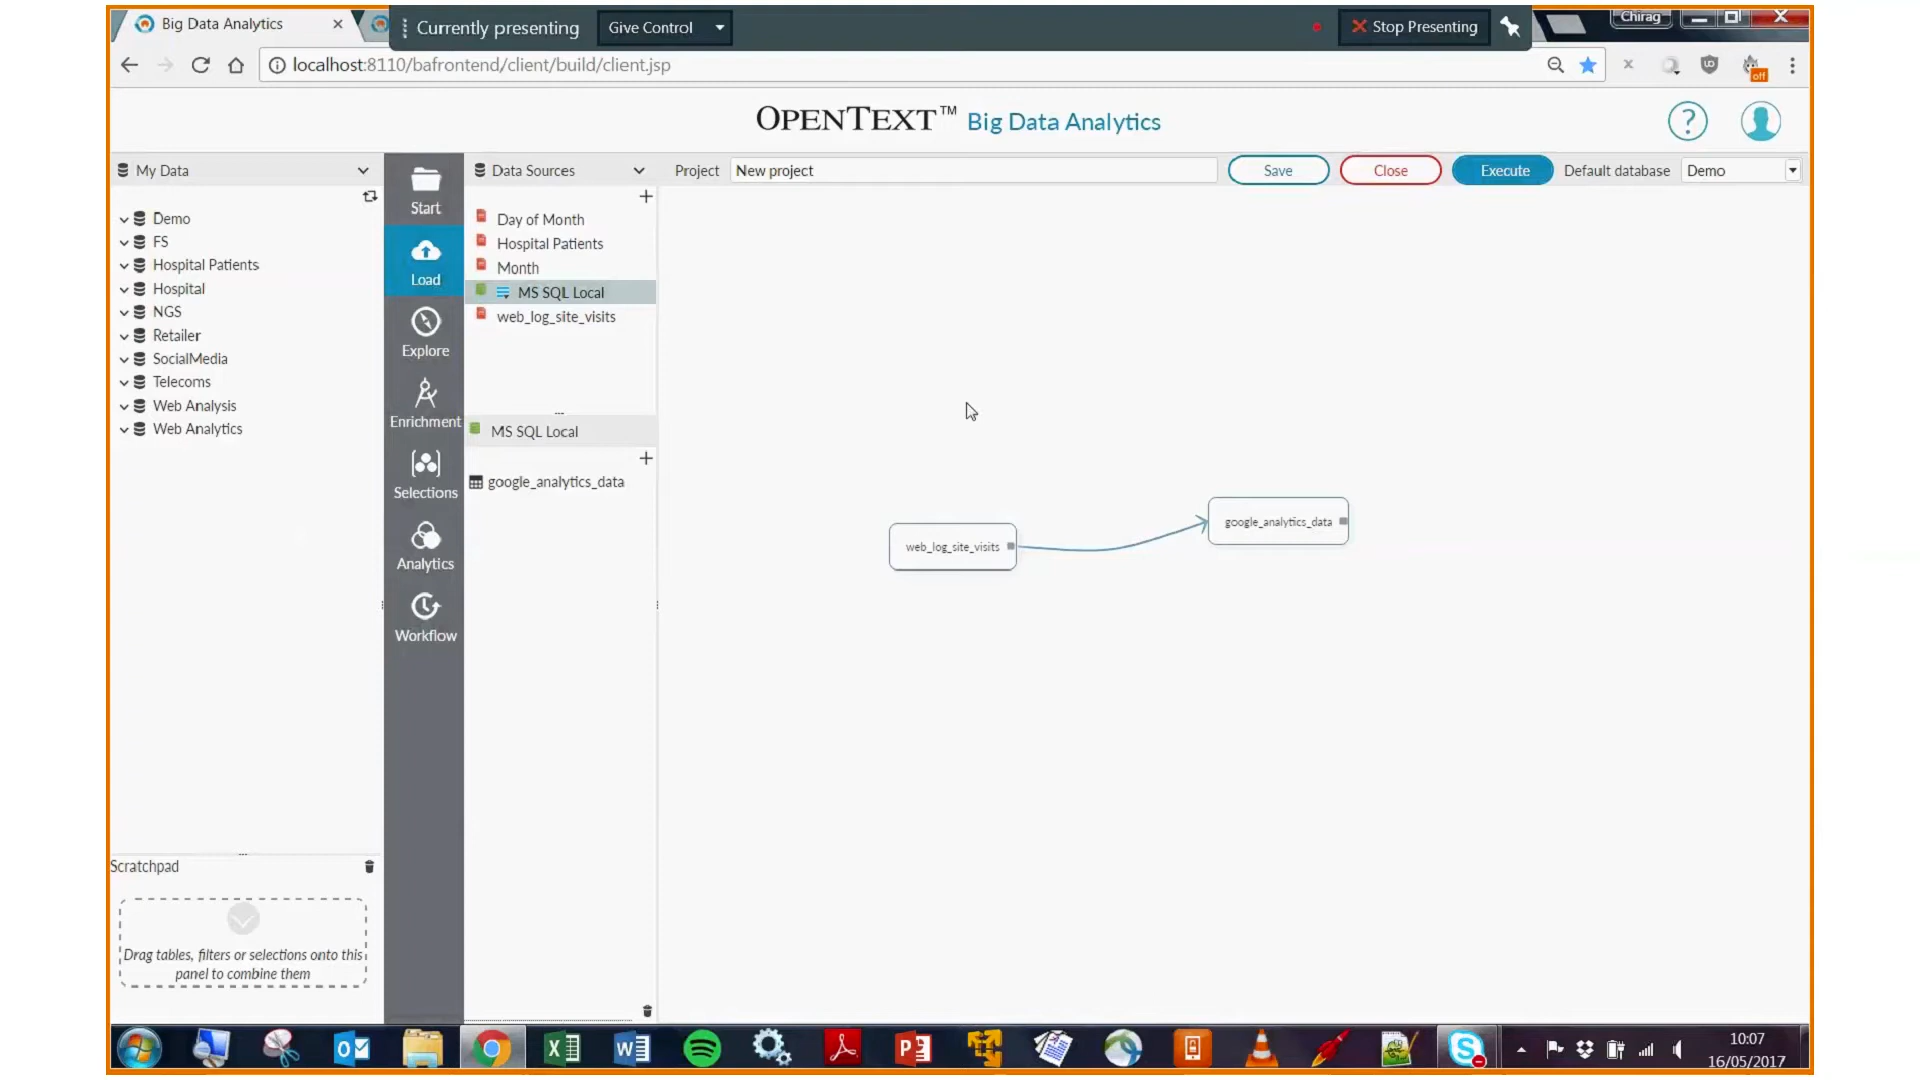 Big Data Analytics
Currently presenting
Give Control
Stop Presenting
Chirag
localhost:8110/bafrontend/client/build/client.jsp
off
OPENTEXT™ Big Data Analytics
?
My Data
Demo
FS
Hospital Patients
Hospital
NGS
Retailer
SocialMedia
Telecoms
Web Analysis
Web Analytics
Scratchpad
Drag tables, filters or selections onto this
panel to combine them
Start
Load
Explore
Enrichment
Selections
Analytics
Workflow
Data Sources
Day of Month
Hospital Patients
Month
MS SQL Local
web_log_site_visits
MS SQL Local
google_analytics_data
Project
New project
Save
Close
Execute
Default database
Demo
web_log_site_visits
google_analytics_data
10:07
16/05/2017